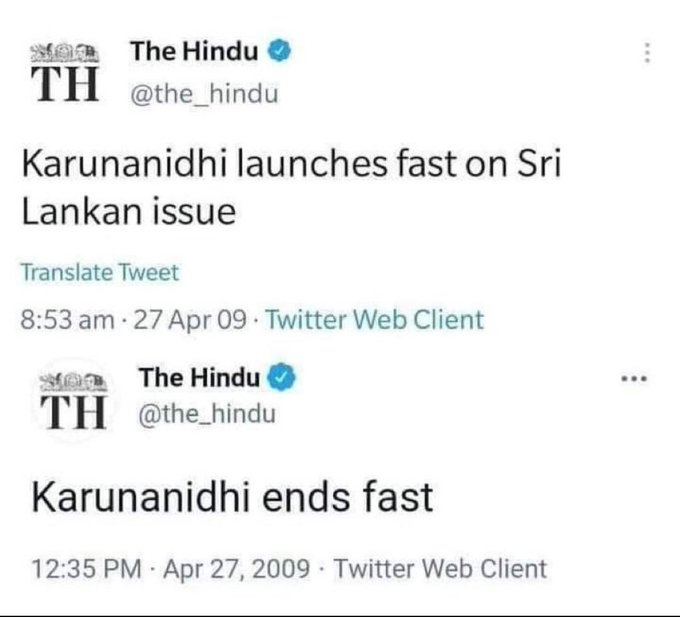 The Hindu
TH
@the_hindu
Karunanidhi launches fast on Sri
Lankan issue
Translate Tweet
8:53 am · 27 Apr 09 · Twitter Web Client
The Hindu
TH
@the_hindu
Karunanidhi ends fast
12:35 PM · Apr 27, 2009 · Twitter Web Client